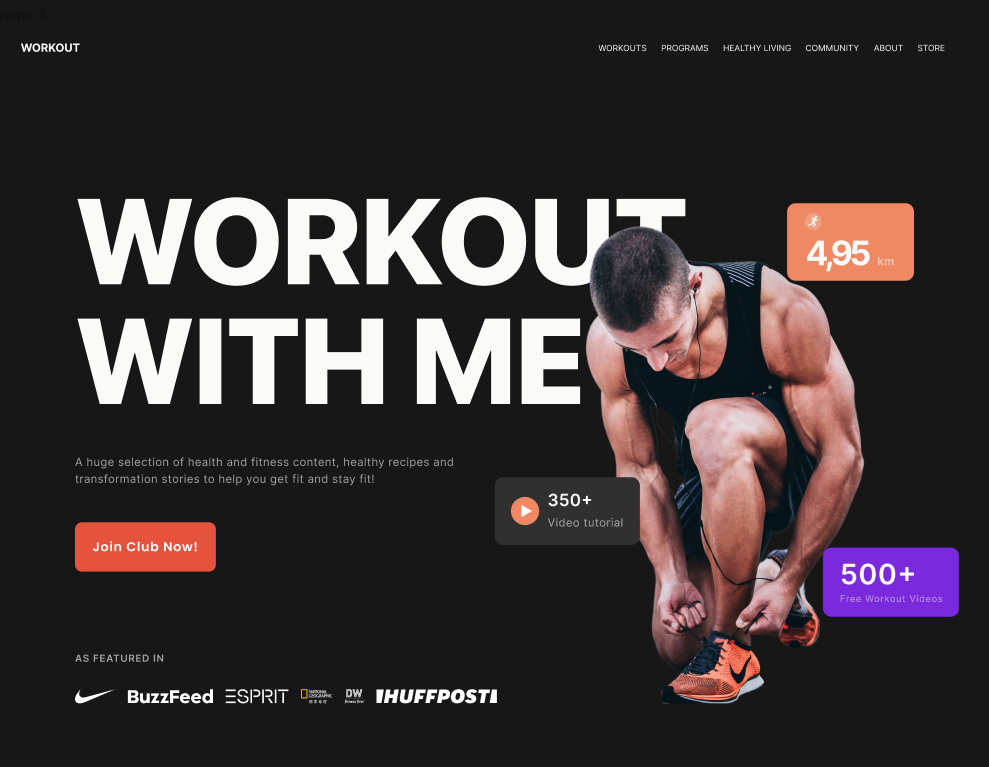 rame 3
WORKOUT
WORKOUTS PROGRAMS HEALTHY LIVING COMMUNITY ABOUT STORE
WORKOUT
WITH ME
4,95 km
A huge selection of health and fitness content, healthy recipes and
transformation stories to help you get fit and stay fit!
350+
Video tutorial
Join Club Now!
500+
Free Workout Videos
AS FEATURED IN
BuzzFeed ESPRIT NATIONAL GEOGRAPHIC DW Fitness First IHUFFPOSTI